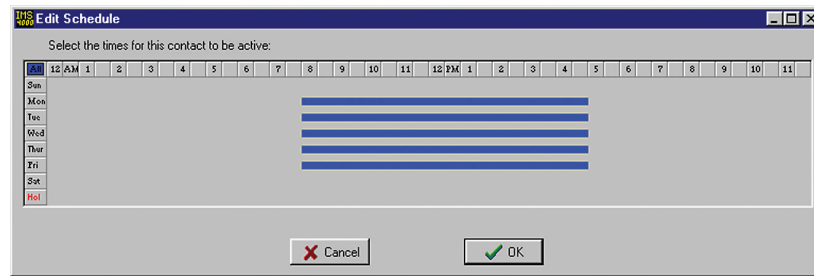 IMS 4000 Edit Schedule
Select the times for this contact to be active:
All 12 AM 1 2 3 4 5 6 7 8 9 10 11 12 PM 1 2 3 4 5 6 7 8 9 10 11
Sun
Mon
Tue
Wed
Thur
Fri
Sat
Hol
Cancel OK